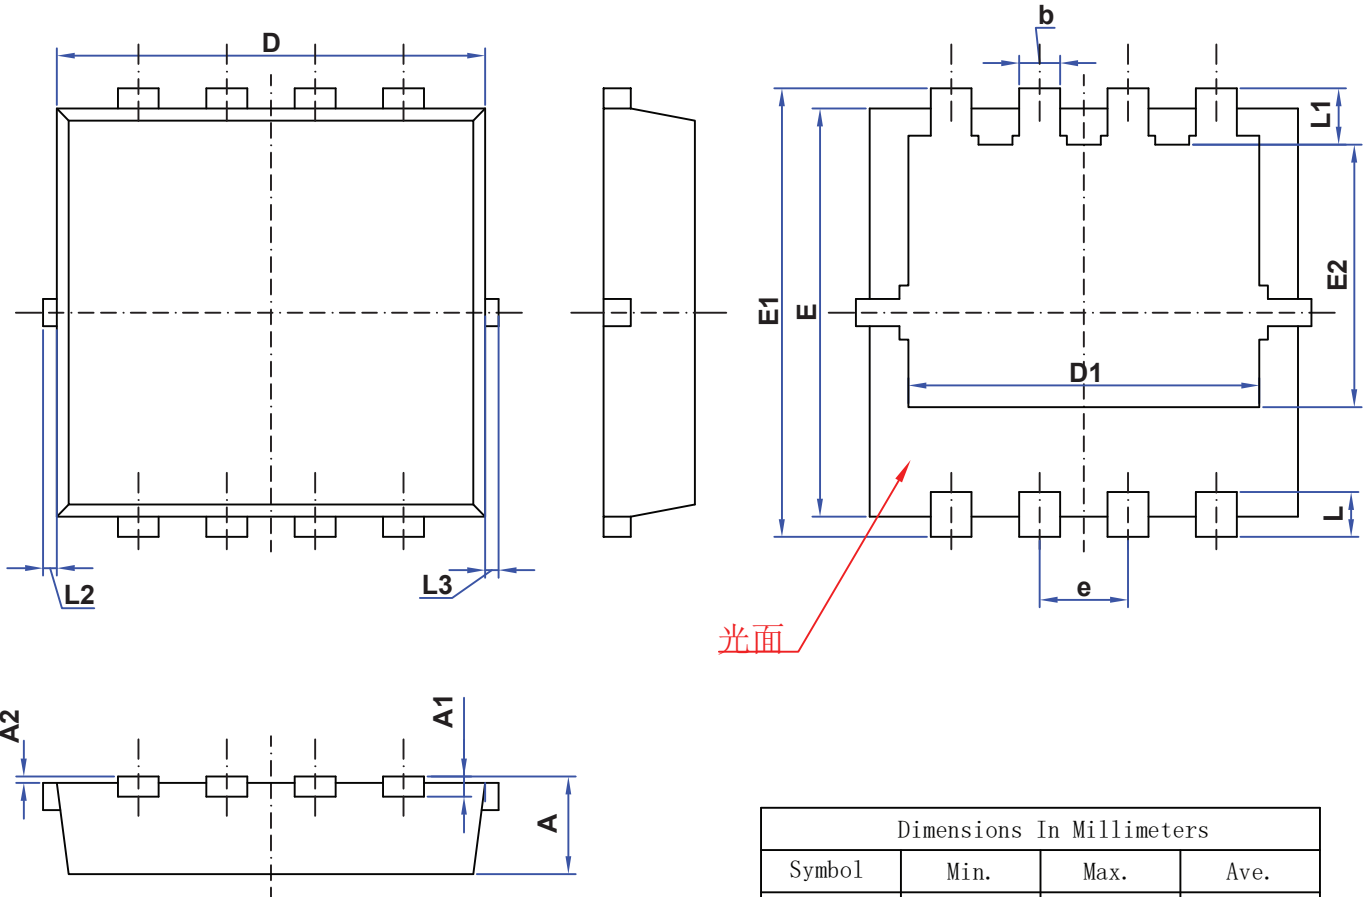 D
b
L1
E1
E
E2
D1
L2
L3
e
L
光面
A2
A1
A
Dimensions In Millimeters
Symbol Min. Max. Ave.